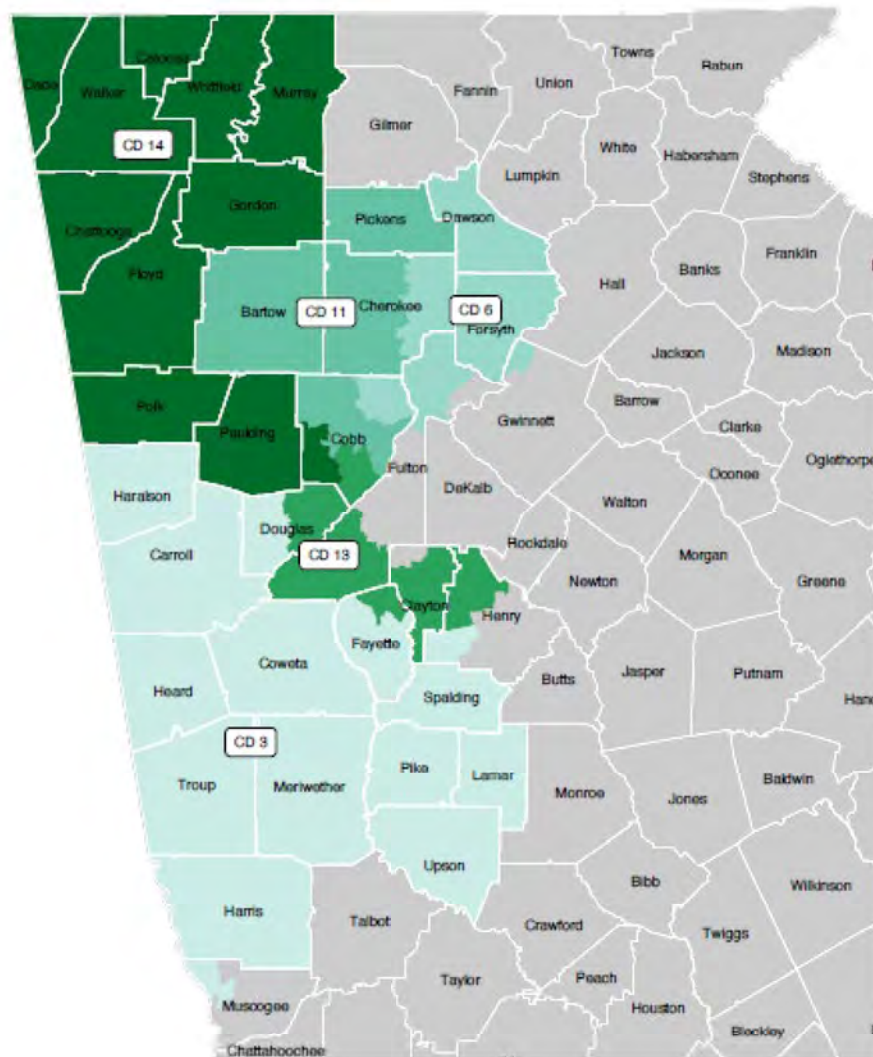 Towns
Rabun
Union
Fannin
Catoosa
Dade
Walker
Whitfield
Murray
Gilmer
White
Habersham
CD 14
Lumpkin
Stephens
Gordon
Pickens
Dawson
Chattooga
Franklin
Banks
Hall
Floyd
Bartow
CD 11
Cherokee
CD 6
Forsyth
Jackson
Madison
Polk
Barrow
Gwinnett
Clarke
Paulding
Cobb
Oglethorpe
Fulton
Oconee
DeKalb
Haralson
Walton
Douglas
Rockdale
Carroll
CD 13
Morgan
Newton
Greene
Clayton
Henry
Fayette
Coweta
Jasper
Putnam
Butts
Heard
Spalding
Hanc
CD 3
Pike
Lamar
Baldwin
Troup
Meriwether
Monroe
Jones
Upson
Bibb
Wilkinson
Harris
Talbot
Crawford
Twiggs
Taylor
Peach
Muscogee
Houston
Bleckley
Chattahoochee